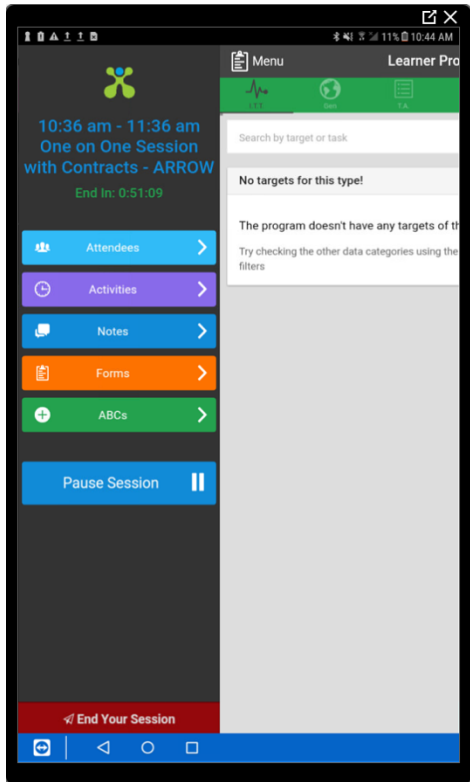 11% 10:44 AM
Menu
Learner Pro
I.T.T.
Gen
T.A.
10:36 am - 11:36 am
One on One Session
with Contracts - ARROW
End In: 0:51:09
Search by target or task
No targets for this type!
The program doesn't have any targets of th
Try checking the other data categories using the
filters
Attendees
Activities
Notes
Forms
ABCs
Pause Session
End Your Session